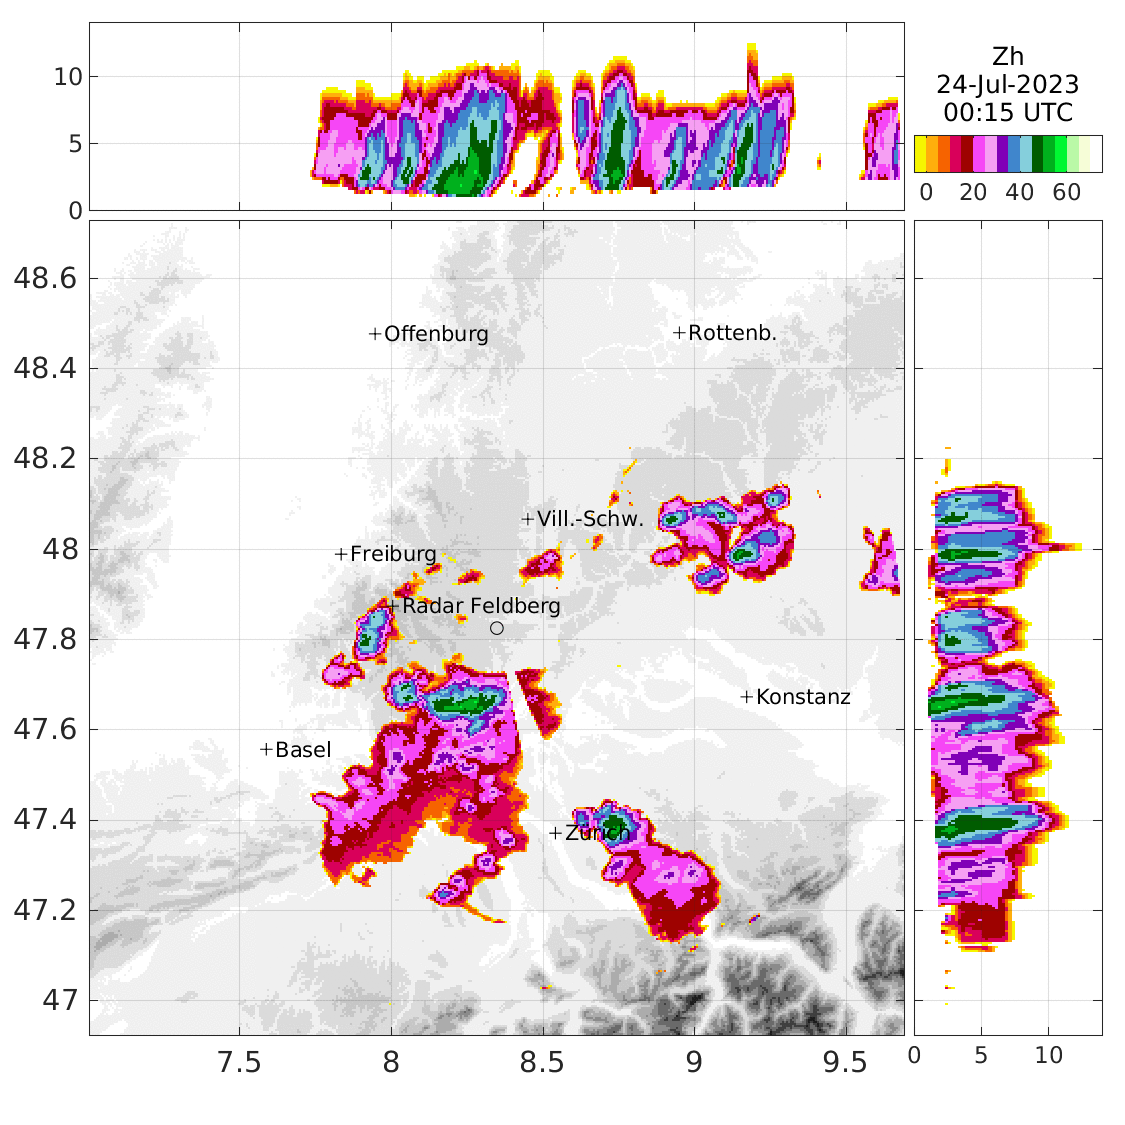 10
5
0
Zh
24-Jul-2023
00:15 UTC
0 20 40 60
48.6
48.4
48.2
48
47.8
47.6
47.4
47.2
47
+Offenburg
+Rottenb.
+Vill.-Schw.
+Freiburg
+Radar Feldberg
+Konstanz
+Basel
+Zürich
7.5 8 8.5 9 9.5
0 5 10